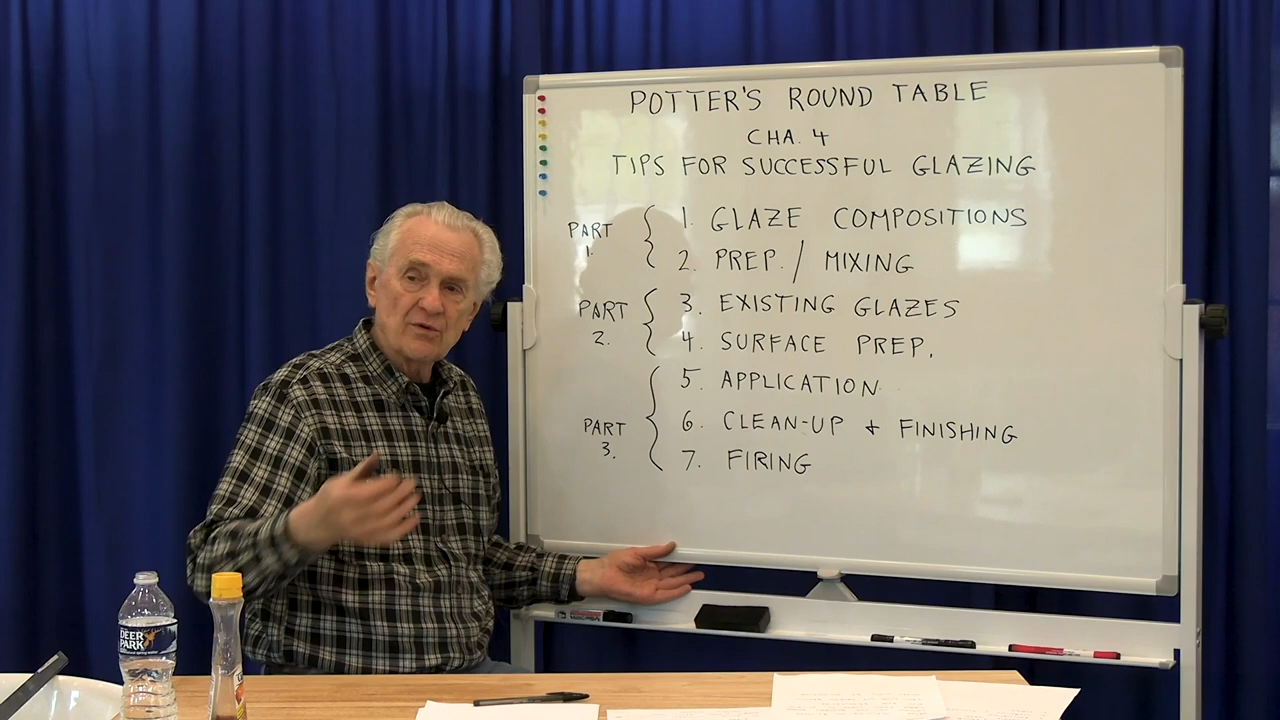 POTTER'S ROUND TABLE
CHA. 4
TIPS FOR SUCCESSFUL GLAZING
PART 1.
1. GLAZE COMPOSITIONS
2. PREP. / MIXING
PART 2.
3. EXISTING GLAZES
4. SURFACE PREP.
PART 3.
5. APPLICATION
6. CLEAN-UP + FINISHING
7. FIRING
DEER PARK